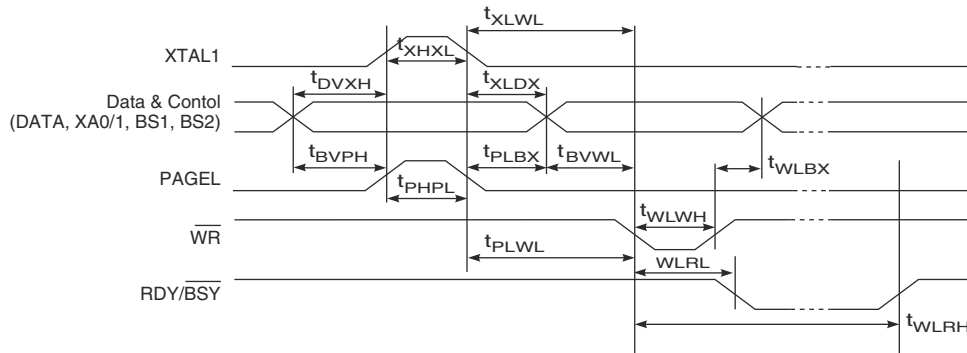 tXLWL
XTAL1
tXHXL
tDVXH
tXLDX
Data & Contol
(DATA, XA0/1, BS1, BS2)
tBVPH
tPLBX
tBVWL
tWLBX
PAGEL
tPHPL
tWLWH
WR
tPLWL
WLRL
RDY/BSY
tWLRH